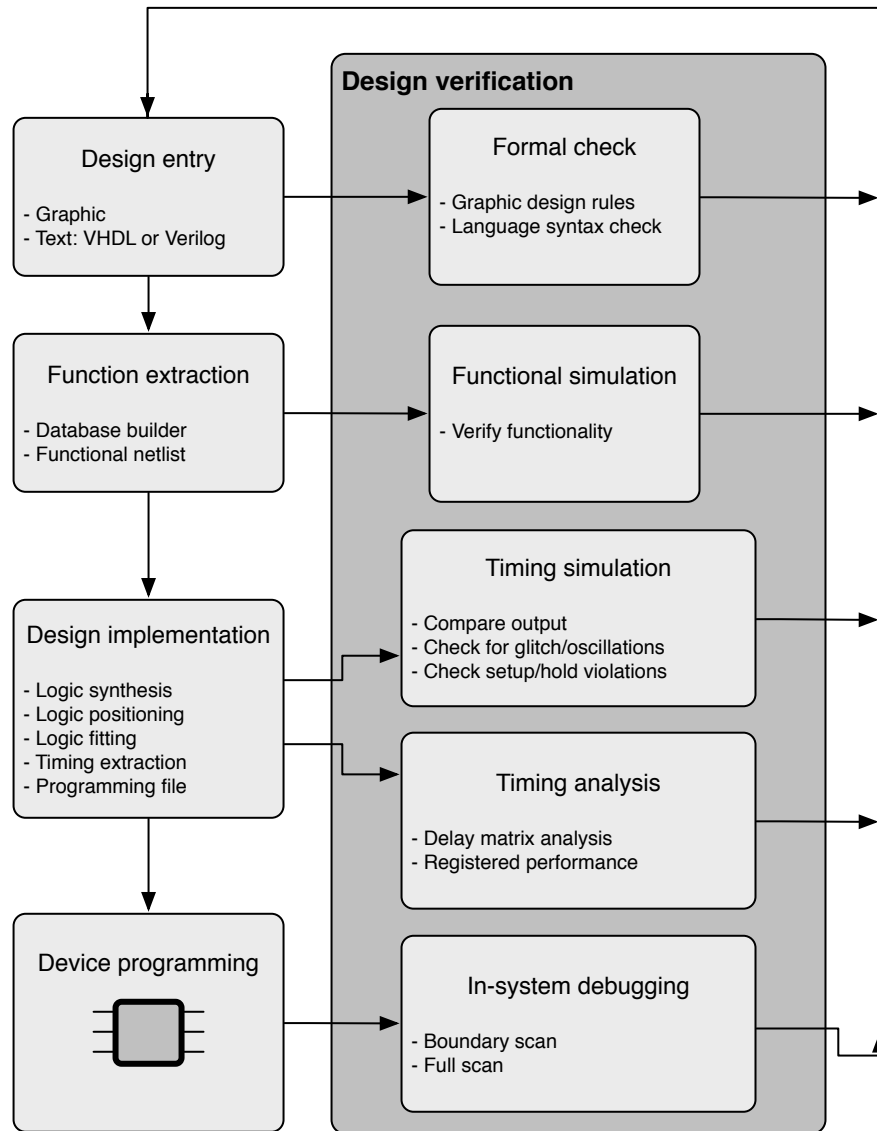 Design verification
Design entry
- Graphic
- Text: VHDL or Verilog
Formal check
- Graphic design rules
- Language syntax check
Function extraction
- Database builder
- Functional netlist
Functional simulation
- Verify functionality
Design implementation
- Logic synthesis
- Logic positioning
- Logic fitting
- Timing extraction
- Programming file
Timing simulation
- Compare output
- Check for glitch/oscillations
- Check setup/hold violations
Timing analysis
- Delay matrix analysis
- Registered performance
Device programming
In-system debugging
- Boundary scan
- Full scan